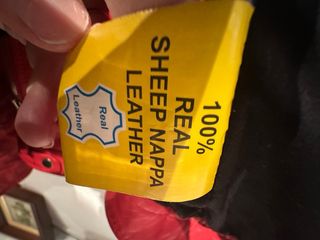 100%
REAL
SHEEP NAPPA
LEATHER
Real
Leather